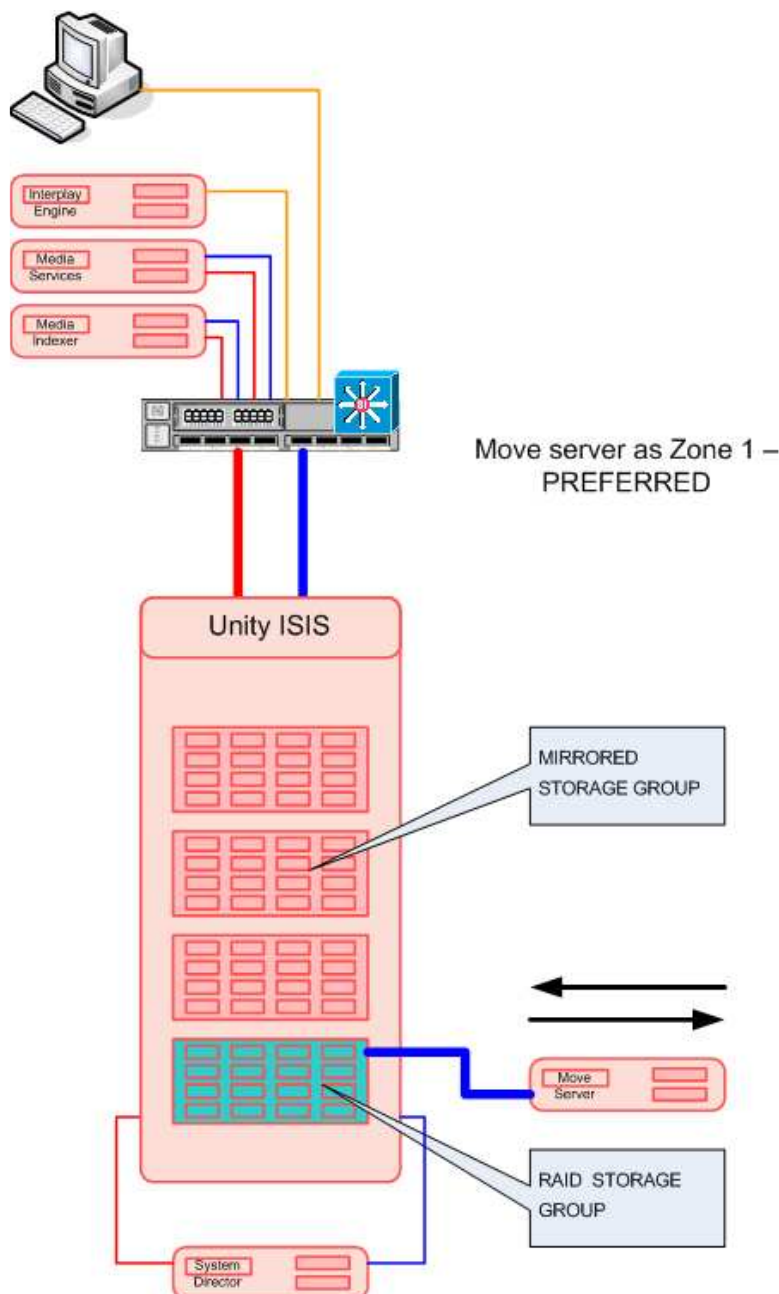 Interplay
Engine
Media
Services
Media
Indexer
SI
Move server as Zone 1 –
PREFERRED
Unity ISIS
MIRRORED
STORAGE GROUP
Move
Server
RAID STORAGE
GROUP
System
Director